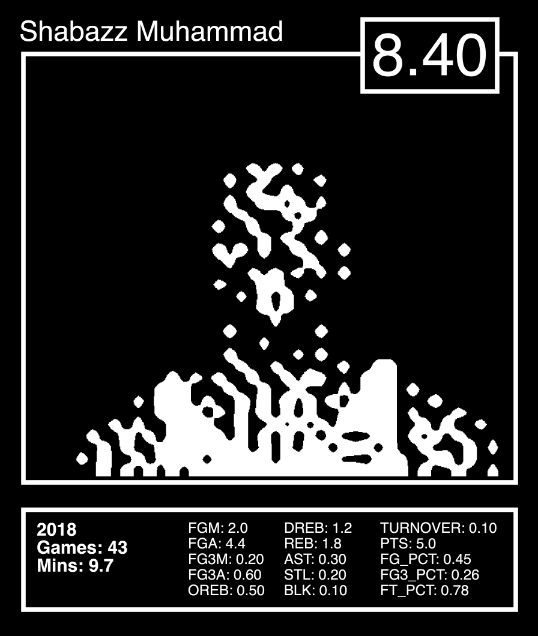 Shabazz Muhammad
8.40
2018
Games: 43
Mins: 9.7
FGM: 2.0
FGA: 4.4
FG3M: 0.20
FG3A: 0.60
OREB: 0.50
DREB: 1.2
REB: 1.8
AST: 0.30
STL: 0.20
BLK: 0.10
TURNOVER: 0.10
PTS: 5.0
FG_PCT: 0.45
FG3_PCT: 0.26
FT_PCT: 0.78